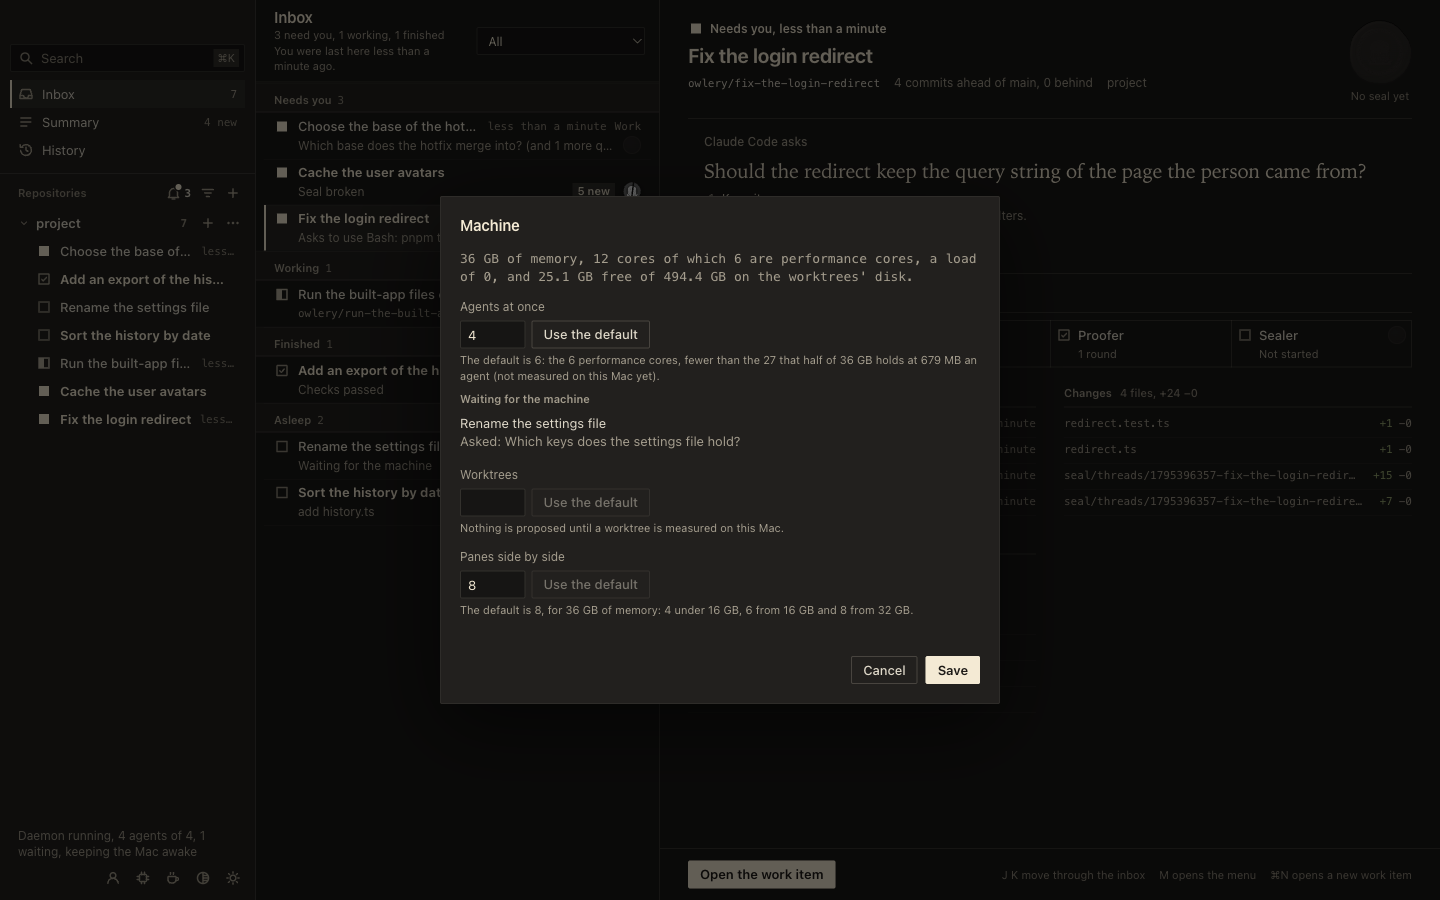 Search
⌘K
Inbox
7
Summary
4 new
History
Repositories
3
project
7
Choose the base of...
less...
Add an export of the his...
Rename the settings file
Sort the history by date
Run the built-app fi...
less...
Cache the user avatars
Fix the login redirect
less...
Daemon running, 4 agents of 4, 1
waiting, keeping the Mac awake
Inbox
3 need you, 1 working, 1 finished
You were last here less than a
minute ago.
All
Needs you 3
Choose the base of the hot...
less than a minute Work
Which base does the hotfix merge into? (and 1 more q...
Cache the user avatars
Seal broken
5 new
Fix the login redirect
Asks to use Bash: pnpm
Working 1
Run the built-app files
owlery/run-the-built-
Finished 1
Add an export of the h
Checks passed
Asleep 2
Rename the settings fil
Waiting for the machine
Sort the history by dat
add history.ts
Needs you, less than a minute
Fix the login redirect
owlery/fix-the-login-redirect
4 commits ahead of main, 0 behind
project
No seal yet
Claude Code asks
Should the redirect keep the query string of the page the person came from?
ters.
Proofer
1 round
Sealer
Not started
Changes 4 files, +24 −0
redirect.test.ts
+1 −0
redirect.ts
+1 −0
seal/threads/1795396357-fix-the-login-redir...
+15 −0
seal/threads/1795396357-fix-the-login-redire...
+7 −0
minute
minute
minute
minute
Machine
36 GB of memory, 12 cores of which 6 are performance cores, a load
of 0, and 25.1 GB free of 494.4 GB on the worktrees' disk.
Agents at once
4
Use the default
The default is 6: the 6 performance cores, fewer than the 27 that half of 36 GB holds at 679 MB an
agent (not measured on this Mac yet).
Waiting for the machine
Rename the settings file
Asked: Which keys does the settings file hold?
Worktrees
Use the default
Nothing is proposed until a worktree is measured on this Mac.
Panes side by side
8
Use the default
The default is 8, for 36 GB of memory: 4 under 16 GB, 6 from 16 GB and 8 from 32 GB.
Cancel
Save
Open the work item
J K move through the inbox
M opens the menu
⌘N opens a new work item